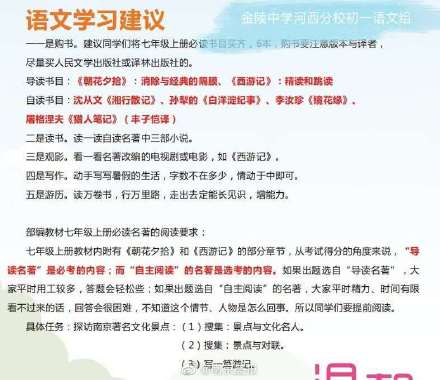 语文学习建议
金陵中学河西分校初一语文组
一是购书。建议同学们将七年级上册必读书目买齐,6本,购书要注意版本与译者,
尽量买人民文学出版社或译林出版社的。
导读书目:《朝花夕拾》:消除与经典的隔膜、《西游记》:精读和跳读
自读书目:沈从文《湘行散记》、孙犁的《白洋淀纪事》、李汝珍《镜花缘》、
屠格涅夫《猎人笔记》(丰子恺译)
二是读书。读一读自读名著中三部小说。
三是观影。看一看名著改编的电视剧或电影,如《西游记》。
四是写作。动手写写暑假的生活,字数不在多少,情动于中即可。
五是游历。读万卷书,行万里路,走出去定能长见识,增能力。
部编教材七年级上册必读名著的阅读要求:
七年级上册教材内附有《朝花夕拾》和《西游记》的部分章节,从考试得分的角度来说,“导
读名著”是必考的内容;而“自主阅读”的名著是选考的内容。如果出题选自“导读名著”,大
家平时用工较多,答题会轻松些;如果出题选自“自主阅读”的名著,大家平时精力、时间有限
看不过来的话,回答会很困难,不知道这个情节、人物是怎么回事。所以同学们要提前阅读。
具体任务:探访南京著名文化景点:(1)搜集:景点与文化名人。
(2)搜集:景点与对联。
(3)写一篇游记。